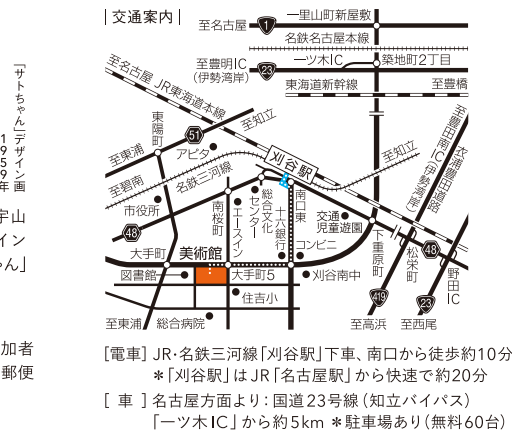 交通案内
至名古屋
1
一里山町新屋敷
名鉄名古屋本線
至豊明IC
(伊勢湾岸)
23
一ツ木IC
築地町2丁目
東海道新幹線
至豊橋
至名古屋 JR東海道本線
至知立
東陽町
51
至東浦
アピタ
刈谷駅
至知立
至豊田南IC(伊勢湾岸)
衣浦豊田道路
至碧南
名鉄三河線
市役所
48
南桜町
エースイン
総合文化
センター
十六銀行
南口東
交通
児童遊園
コンビニ
下重原町
48
松栄町
野田IC
大手町
美術館
図書館
大手町5
刈谷南中
住吉小
419
23
至東浦
総合病院
至高浜
至西尾
[電車] JR・名鉄三河線「刈谷駅」下車、南口から徒歩約10分
＊「刈谷駅」はJR「名古屋駅」から快速で約20分
[ 車 ] 名古屋方面より：国道23号線(知立バイパス)
「一ツ木IC」から約5km ＊駐車場あり(無料60台)
「サトちゃん」デザイン画
1959年
宇山
イン
ん」
加者
郵便